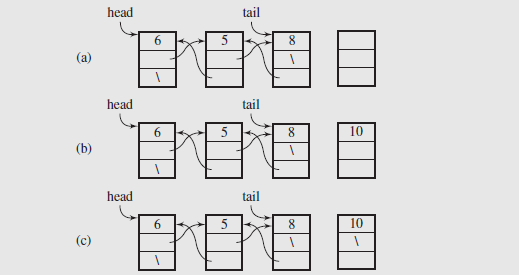 head tail
6 5 8
(a) \
\
head tail
6 5 8 10
(b) \
\
head tail
6 5 8 10
(c) \ \
\